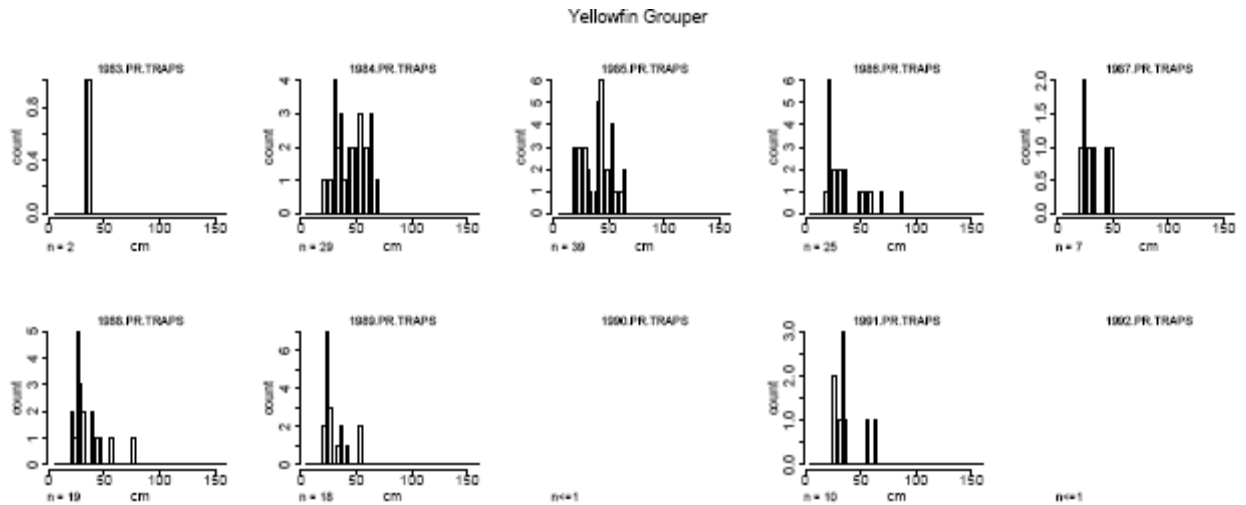 Yellowfin Grouper
1983.PR.TRAPS
1984.PR.TRAPS
1985.PR.TRAPS
1986.PR.TRAPS
1987.PR.TRAPS
count
0.0 0.4 0.8
0 50 100 150
n = 2
cm
count
0 1 2 3 4
0 50 100 150
n = 29
cm
count
0 1 2 3 4 5 6
0 50 100 150
n = 39
cm
count
0 1 2 3 4 5 6
0 50 100 150
n = 25
cm
count
0.0 0.5 1.0 1.5 2.0
0 50 100 150
n = 7
cm
1988.PR.TRAPS
1989.PR.TRAPS
1990.PR.TRAPS
1991.PR.TRAPS
1992.PR.TRAPS
count
0 1 2 3 4 5
0 50 100 150
n = 19
cm
count
0 2 4 6
0 50 100 150
n = 18
cm
n<=1
count
0.0 1.0 2.0 3.0
0 50 100 150
n = 10
cm
n<=1